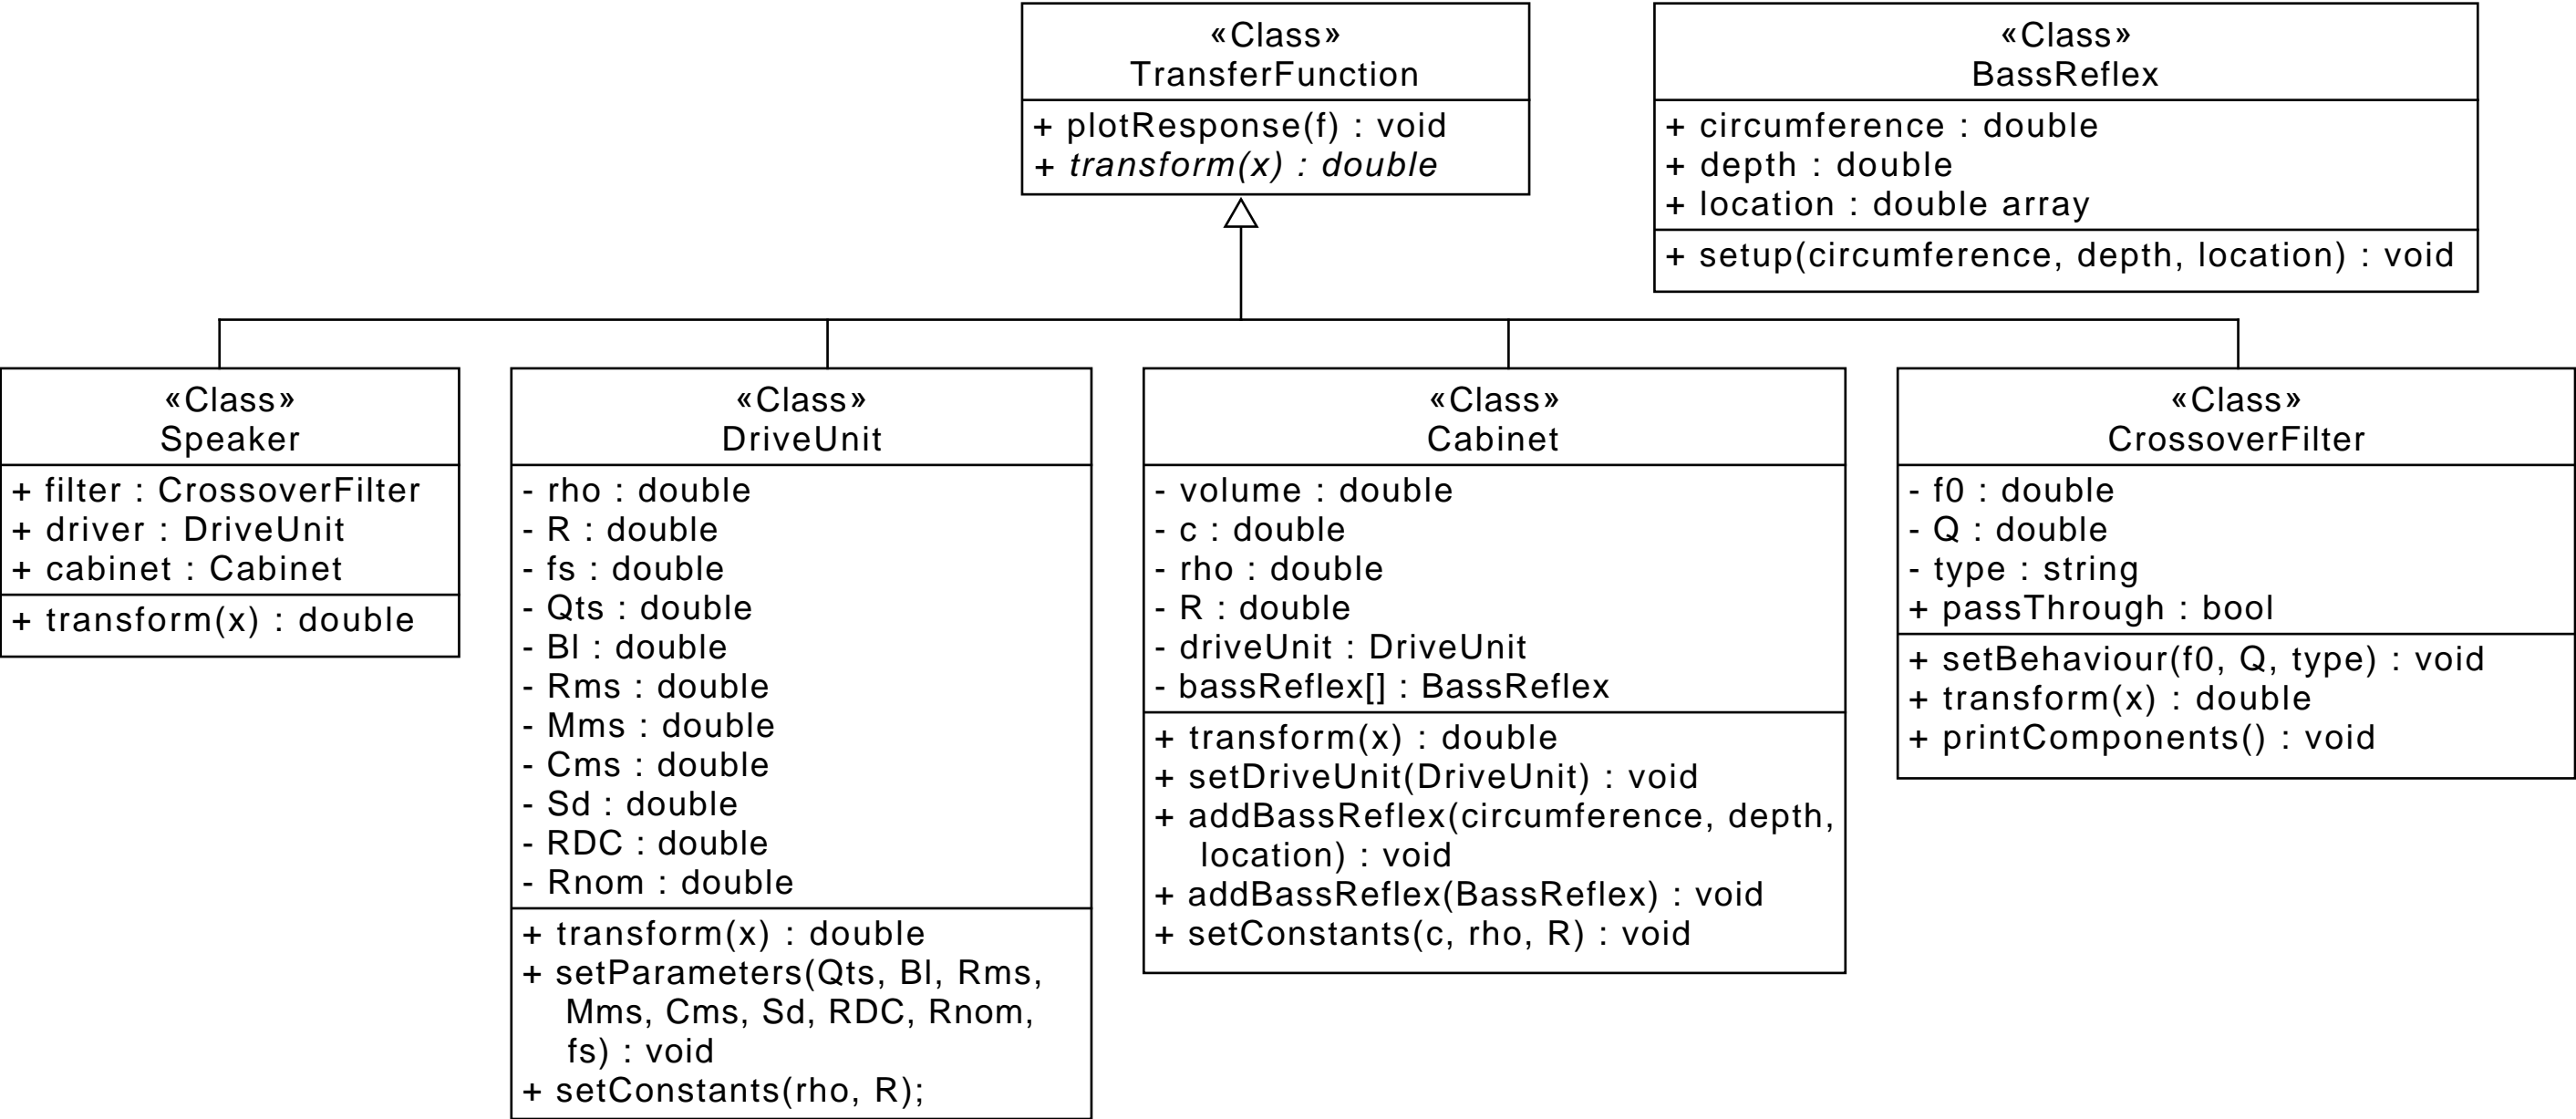 «Class»
TransferFunction
+ plotResponse(f) : void
+ transform(x) : double
«Class»
BassReflex
+ circumference : double
+ depth : double
+ location : double array
+ setup(circumference, depth, location) : void
«Class»
Speaker
+ filter : CrossoverFilter
+ driver : DriveUnit
+ cabinet : Cabinet
+ transform(x) : double
«Class»
DriveUnit
- rho : double
- R : double
- fs : double
- Qts : double
- Bl : double
- Rms : double
- Mms : double
- Cms : double
- Sd : double
- RDC : double
- Rnom : double
+ transform(x) : double
+ setParameters(Qts, Bl, Rms,
Mms, Cms, Sd, RDC, Rnom,
fs) : void
+ setConstants(rho, R);
«Class»
Cabinet
- volume : double
- c : double
- rho : double
- R : double
- driveUnit : DriveUnit
- bassReflex[] : BassReflex
+ transform(x) : double
+ setDriveUnit(DriveUnit) : void
+ addBassReflex(circumference, depth,
location) : void
+ addBassReflex(BassReflex) : void
+ setConstants(c, rho, R) : void
«Class»
CrossoverFilter
- f0 : double
- Q : double
- type : string
+ passThrough : bool
+ setBehaviour(f0, Q, type) : void
+ transform(x) : double
+ printComponents() : void